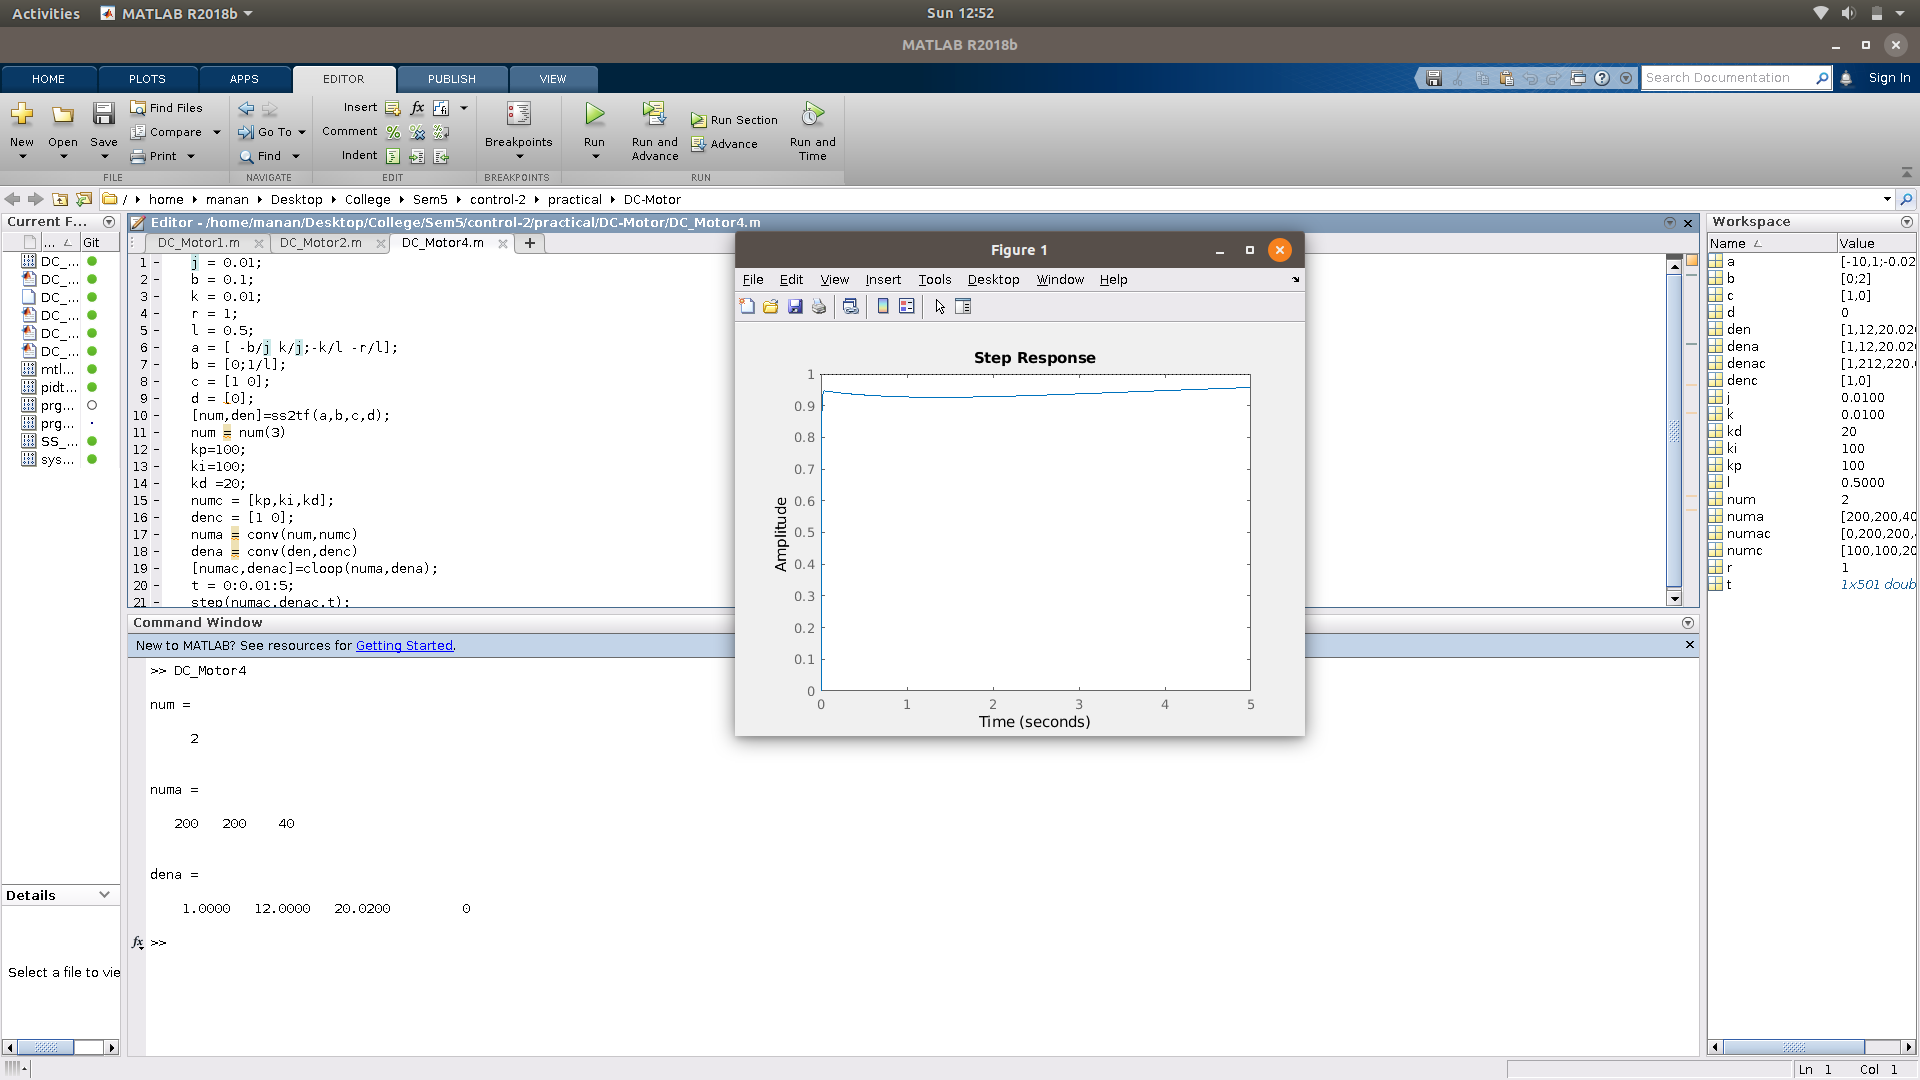 Activities MATLAB R2018b Sun 12:52
MATLAB R2018b
HOME PLOTS APPS EDITOR PUBLISH VIEW Search Documentation Sign In
New Open Save Find Files Compare Print Go To Find Insert Comment Indent Breakpoints Run Run and Advance Run Section Advance Run and Time
FILE NAVIGATE EDIT BREAKPOINTS RUN
/ home manan Desktop College Sem5 control-2 practical DC-Motor
Current F...
... Git
DC_...
DC_...
DC_...
DC_...
DC_...
DC_...
mtl...
pidt...
prg...
prg...
SS_...
sys...
Details
Select a file to vie
Editor - /home/manan/Desktop/College/Sem5/control-2/practical/DC-Motor/DC_Motor4.m
DC_Motor1.m DC_Motor2.m DC_Motor4.m
1 - j = 0.01;
2 - b = 0.1;
3 - k = 0.01;
4 - r = 1;
5 - l = 0.5;
6 - a = [ -b/j k/j;-k/l -r/l];
7 - b = [0;1/l];
8 - c = [1 0];
9 - d = [0];
10 - [num,den]=ss2tf(a,b,c,d);
11 - num = num(3)
12 - kp=100;
13 - ki=100;
14 - kd =20;
15 - numc = [kp,ki,kd];
16 - denc = [1 0];
17 - numa = conv(num,numc)
18 - dena = conv(den,denc)
19 - [numac,denac]=cloop(numa,dena);
20 - t = 0:0.01:5;
21 - step(numac,denac,t);
Command Window
New to MATLAB? See resources for Getting Started.
>> DC_Motor4
num =
2
numa =
200 200 40
dena =
1.0000 12.0000 20.0200 0
fx >>
Figure 1
File Edit View Insert Tools Desktop Window Help
Step Response
1
0.9
0.8
0.7
0.6
0.5
0.4
0.3
0.2
0.1
0
Amplitude
0 1 2 3 4 5
Time (seconds)
Workspace
Name Value
a [-10,1;-0.02
b [0;2]
c [1,0]
d 0
den [1,12,20.020
dena [1,12,20.020
denac [1,212,220.0
denc [1,0]
j 0.0100
k 0.0100
kd 20
ki 100
kp 100
l 0.5000
num 2
numa [200,200,40
numac [0,200,200,4
numc [100,100,20
r 1
t 1x501 doub
Ln 1 Col 1